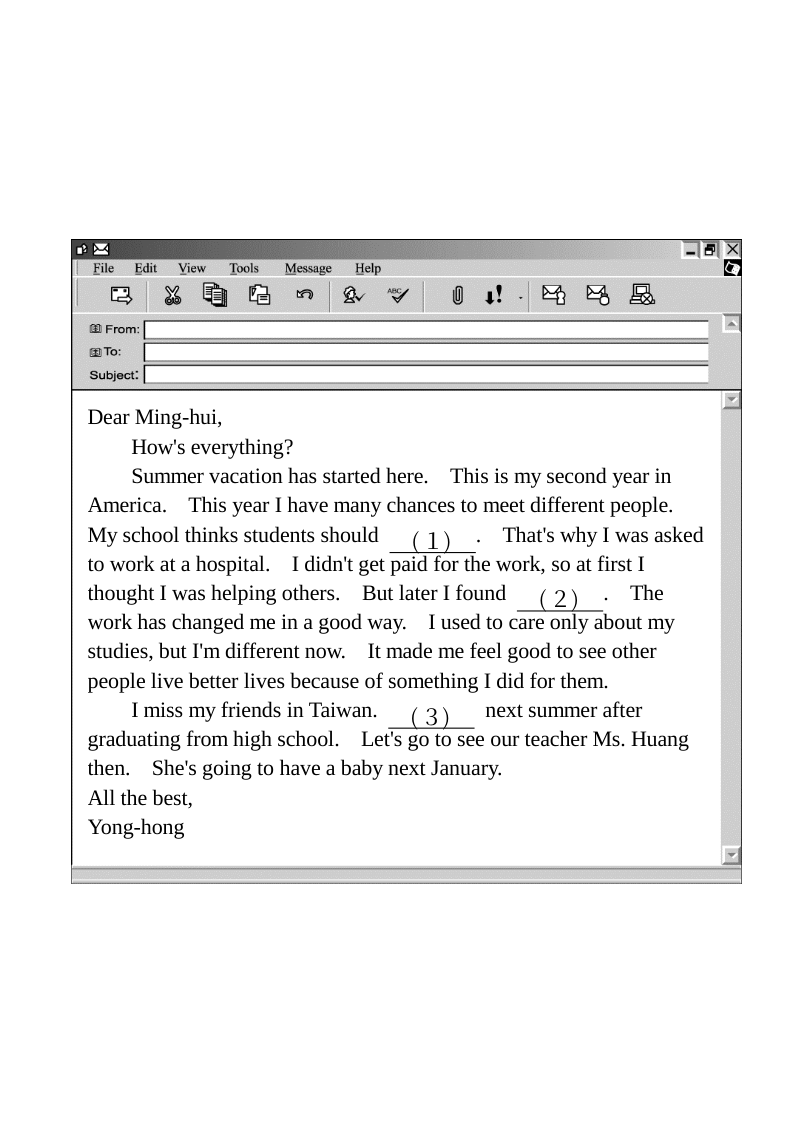 File Edit View Tools Message Help
ABC
From:
To:
Subject:
Dear Ming-hui,
How's everything?
Summer vacation has started here. This is my second year in
America. This year I have many chances to meet different people.
My school thinks students should (1). That's why I was asked
to work at a hospital. I didn't get paid for the work, so at first I
thought I was helping others. But later I found (2). The
work has changed me in a good way. I used to care only about my
studies, but I'm different now. It made me feel good to see other
people live better lives because of something I did for them.
I miss my friends in Taiwan. (3) next summer after
graduating from high school. Let's go to see our teacher Ms. Huang
then. She's going to have a baby next January.
All the best,
Yong-hong